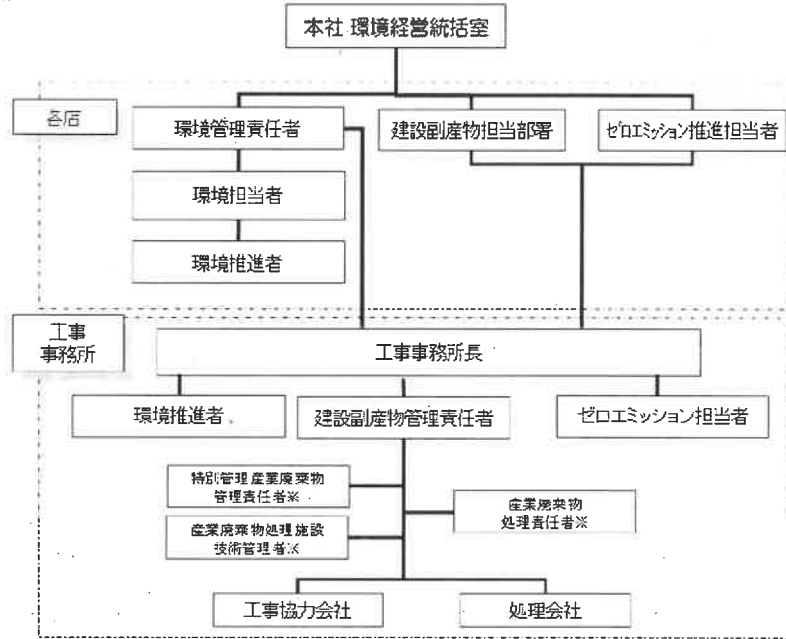 本社 環境経営統括室
各店
環境管理責任者
建設副産物担当部署
ゼロエミッション推進担当者
環境担当者
環境推進者
工事
事務所
工事事務所長
環境推進者
建設副産物管理責任者
ゼロエミッション担当者
特別管理産業廃棄物
管理責任者※
産業廃棄物
処理責任者※
産業廃棄物処理施設
技術管理者※
工事協力会社
処理会社